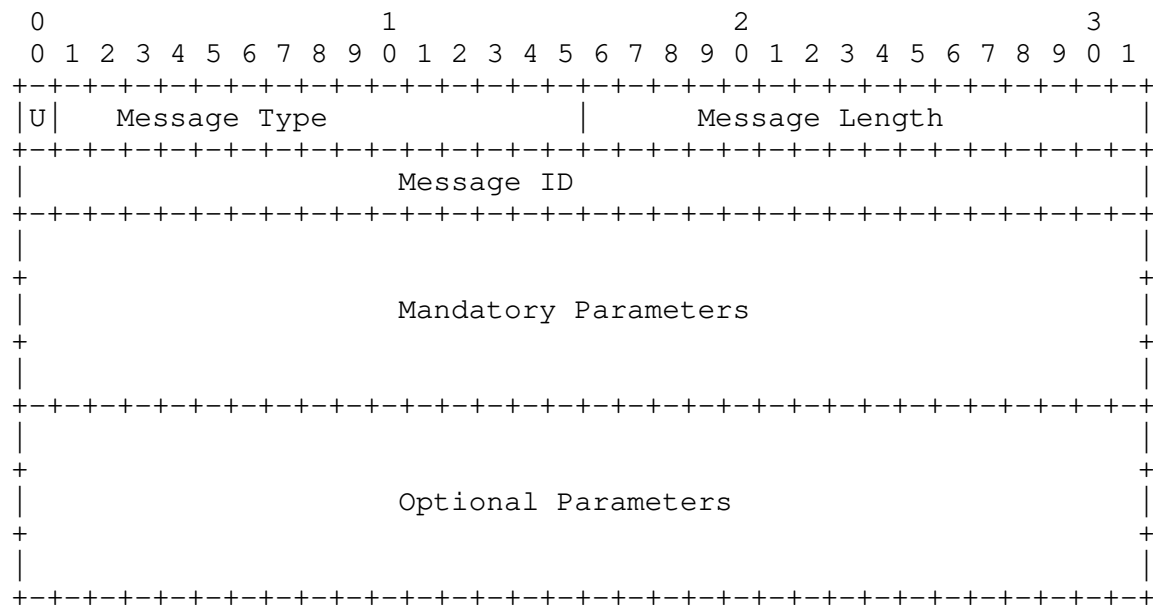 0                   1                   2                   3
 0 1 2 3 4 5 6 7 8 9 0 1 2 3 4 5 6 7 8 9 0 1 2 3 4 5 6 7 8 9 0 1
+-+-+-+-+-+-+-+-+-+-+-+-+-+-+-+-+-+-+-+-+-+-+-+-+-+-+-+-+-+-+-+-+
|U|   Message Type              |      Message Length           |
+-+-+-+-+-+-+-+-+-+-+-+-+-+-+-+-+-+-+-+-+-+-+-+-+-+-+-+-+-+-+-+-+
|                     Message ID                                |
+-+-+-+-+-+-+-+-+-+-+-+-+-+-+-+-+-+-+-+-+-+-+-+-+-+-+-+-+-+-+-+-+
|                                                               |
+                                                               +
|                     Mandatory Parameters                      |
+                                                               +
|                                                               |
+-+-+-+-+-+-+-+-+-+-+-+-+-+-+-+-+-+-+-+-+-+-+-+-+-+-+-+-+-+-+-+-+
|                                                               |
+                                                               +
|                     Optional Parameters                       |
+                                                               +
|                                                               |
+-+-+-+-+-+-+-+-+-+-+-+-+-+-+-+-+-+-+-+-+-+-+-+-+-+-+-+-+-+-+-+-+